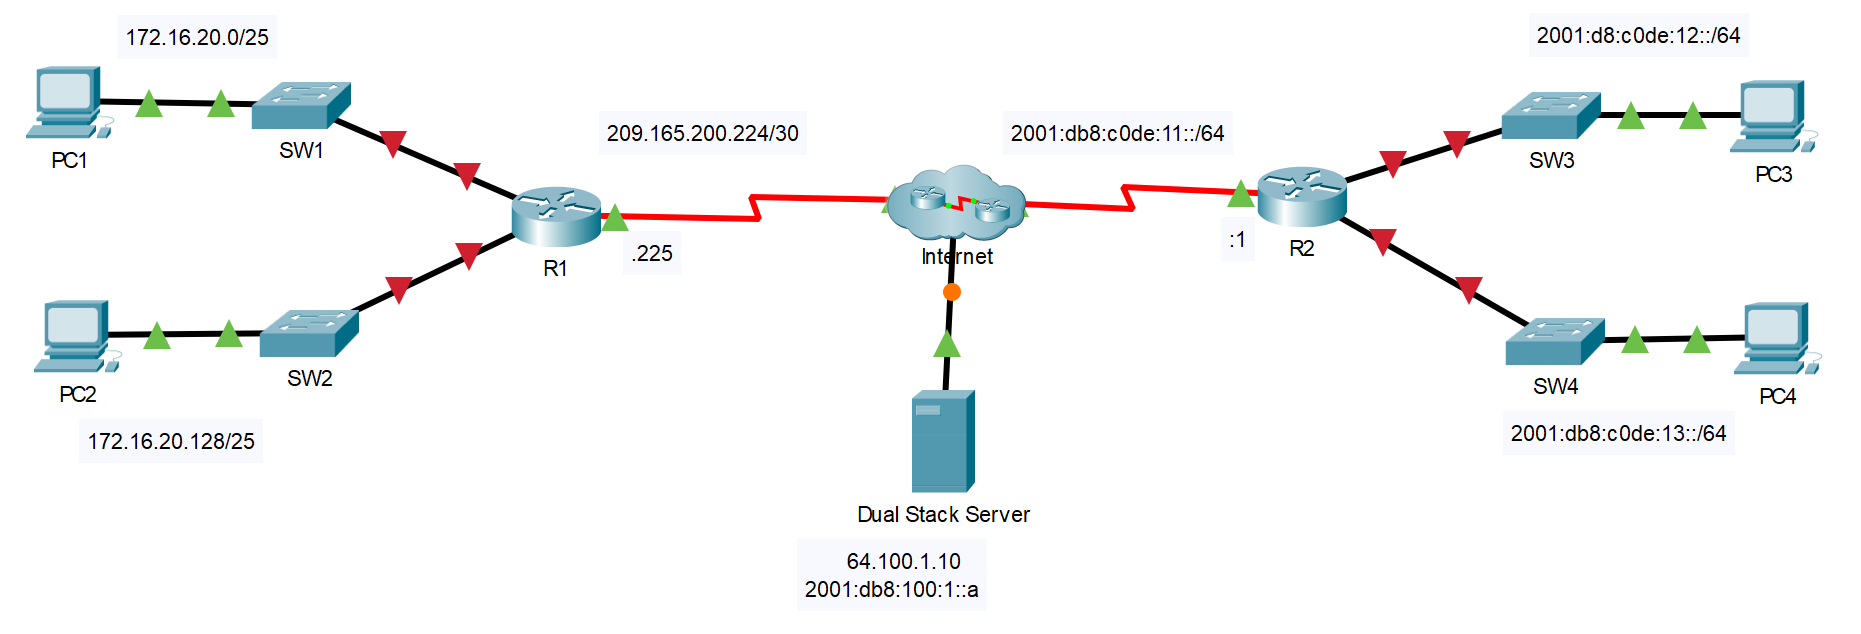 172.16.20.0/25
2001:d8:c0de:12::/64
PC1
SW1
209.165.200.224/30
2001:db8:c0de:11::/64
SW3
PC3
R1
.225
Internet
:1
R2
PC2
SW2
SW4
PC4
172.16.20.128/25
2001:db8:c0de:13::/64
Dual Stack Server
64.100.1.10
2001:db8:100:1::a